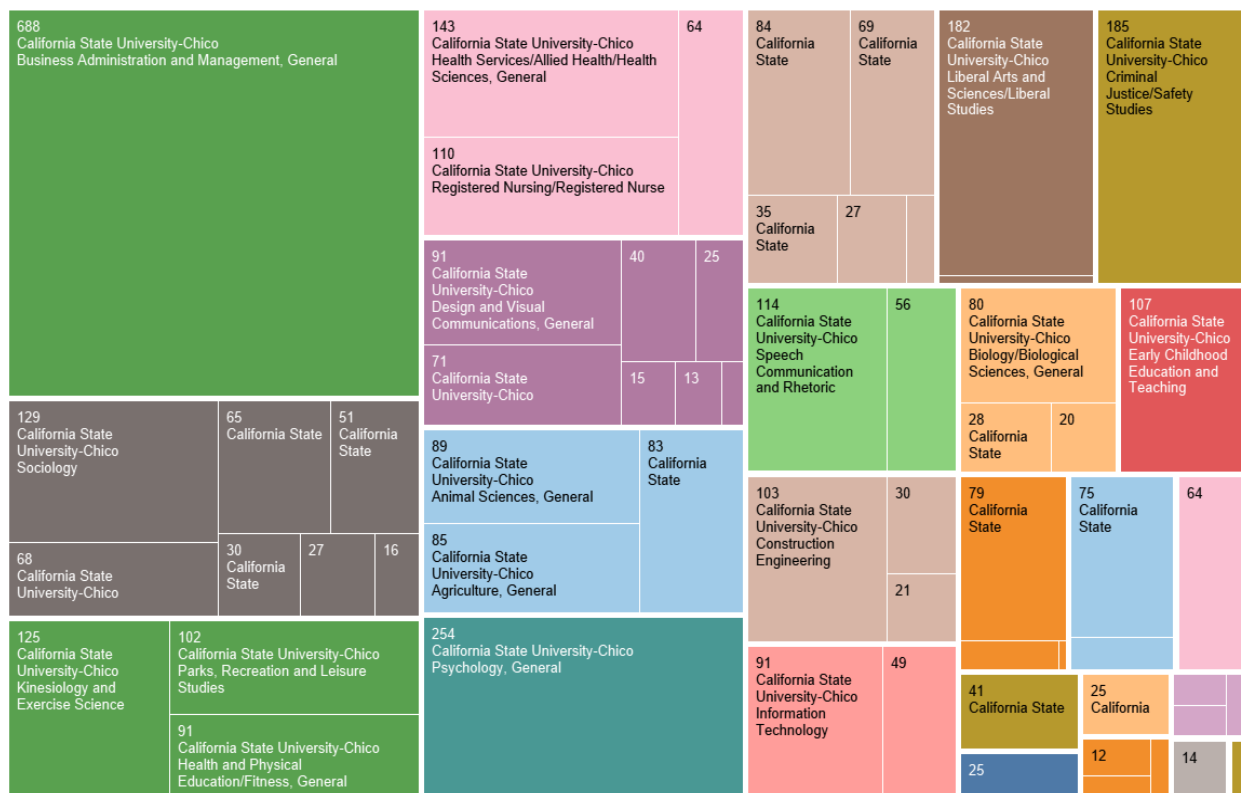 688
California State University-Chico
Business Administration and Management, General
129
California State
University-Chico
Sociology
65
California State
51
California
State
68
California State
University-Chico
30
California
State
27
16
125
California State
University-Chico
Kinesiology and
Exercise Science
102
California State University-Chico
Parks, Recreation and Leisure
Studies
91
California State University-Chico
Health and Physical
Education/Fitness, General
143
California State University-Chico
Health Services/Allied Health/Health
Sciences, General
64
110
California State University-Chico
Registered Nursing/Registered Nurse
91
California State
University-Chico
Design and Visual
Communications, General
40
25
71
California State
University-Chico
15
13
89
California State
University-Chico
Animal Sciences, General
83
California
State
85
California State
University-Chico
Agriculture, General
254
California State University-Chico
Psychology, General
84
California
State
69
California
State
35
California
State
27
182
California State
University-Chico
Liberal Arts and
Sciences/Liberal
Studies
185
California State
University-Chico
Criminal
Justice/Safety
Studies
114
California State
University-Chico
Speech
Communication
and Rhetoric
56
80
California State
University-Chico
Biology/Biological
Sciences, General
28
California
State
20
107
California State
University-Chico
Early Childhood
Education and
Teaching
103
California State
University-Chico
Construction
Engineering
30
21
79
California
State
75
California
State
64
91
California State
University-Chico
Information
Technology
49
41
California State
25
California
25
12
14